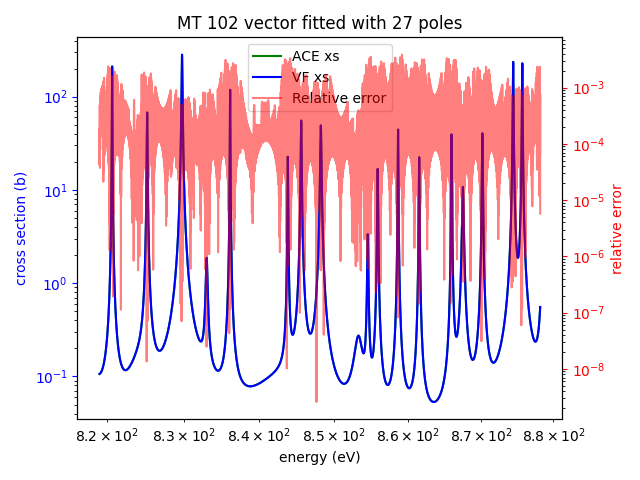 MT 102 vector fitted with 27 poles
ACE xs
VF xs
Relative error
10²
10¹
10⁰
10⁻¹
cross section (b)
10⁻³
10⁻⁴
10⁻⁵
10⁻⁶
10⁻⁷
10⁻⁸
relative error
8.2 × 10² 8.3 × 10² 8.4 × 10² 8.5 × 10² 8.6 × 10² 8.7 × 10² 8.8 × 10²
energy (eV)